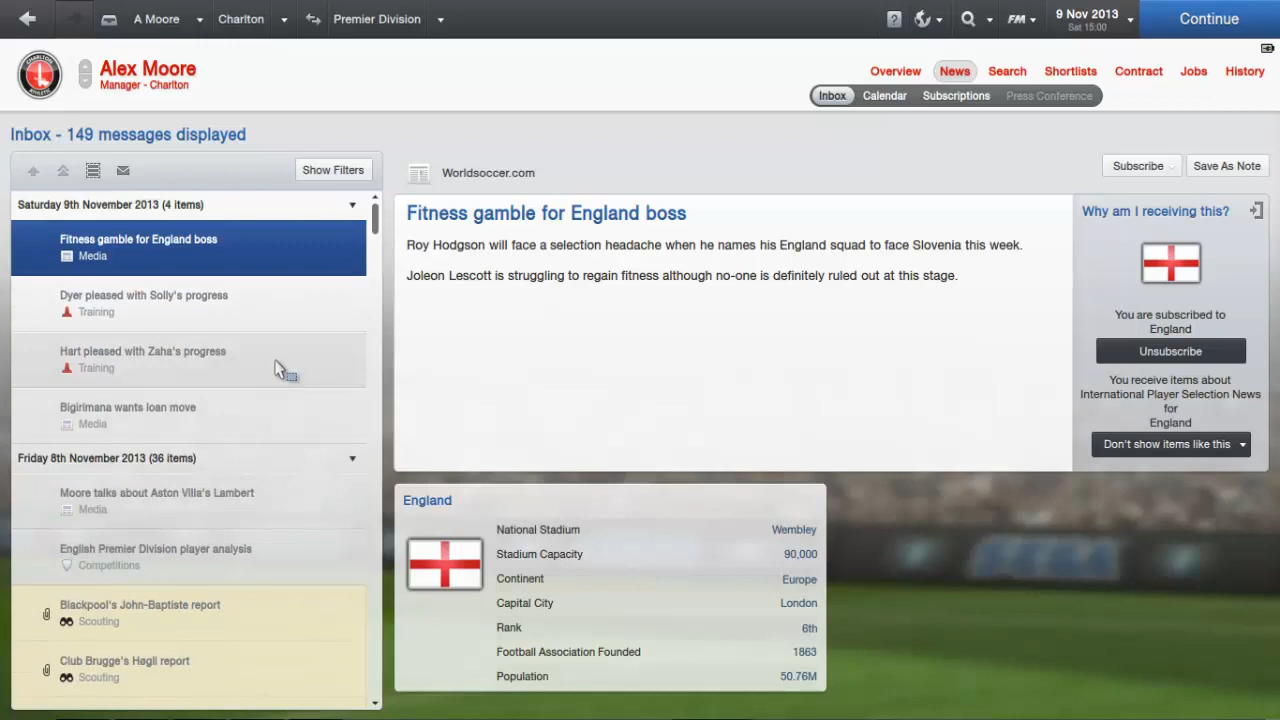 A Moore
Charlton
Premier Division
?
FM
9 Nov 2013
Sat 15:00
Continue
Alex Moore
Manager - Charlton
Overview
News
Search
Shortlists
Contract
Jobs
History
Inbox
Calendar
Subscriptions
Press Conference
Inbox - 149 messages displayed
Show Filters
Saturday 9th November 2013 (4 items)
Fitness gamble for England boss
Media
Dyer pleased with Solly's progress
Training
Hart pleased with Zaha's progress
Training
Bigirimana wants loan move
Media
Friday 8th November 2013 (36 items)
Moore talks about Aston Villa's Lambert
Media
English Premier Division player analysis
Competitions
Blackpool's John-Baptiste report
Scouting
Club Brugge's Høgli report
Scouting
Worldsoccer.com
Subscribe
Save As Note
Fitness gamble for England boss
Roy Hodgson will face a selection headache when he names his England squad to face Slovenia this week.
Joleon Lescott is struggling to regain fitness although no-one is definitely ruled out at this stage.
Why am I receiving this?
You are subscribed to
England
Unsubscribe
You receive items about
International Player Selection News
for
England
Don't show items like this
England
National Stadium Wembley
Stadium Capacity 90,000
Continent Europe
Capital City London
Rank 6th
Football Association Founded 1863
Population 50.76M